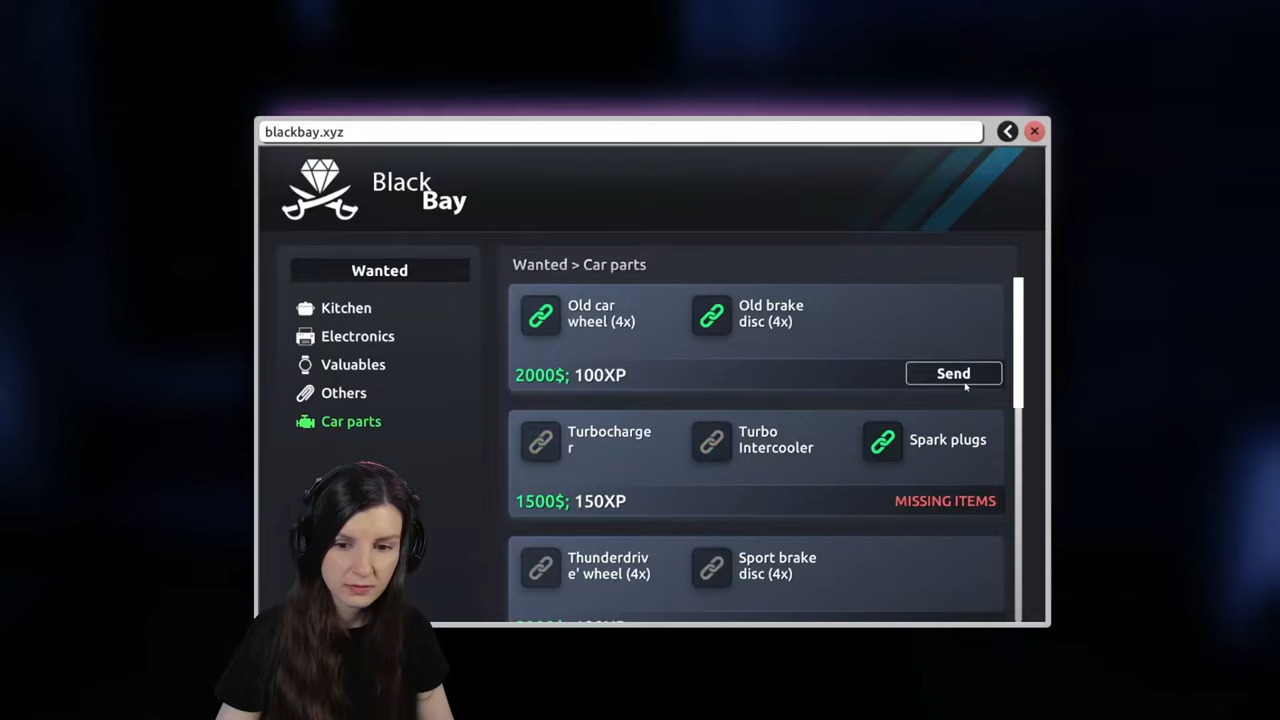 blackbay.xyz
Black
Bay
Wanted
Kitchen
Electronics
Valuables
Others
Car parts
Wanted > Car parts
Old car
wheel (4x)
Old brake
disc (4x)
2000$; 100XP
Send
Turbocharge
r
Turbo
Intercooler
Spark plugs
1500$; 150XP
MISSING ITEMS
Thunderdriv
e' wheel (4x)
Sport brake
disc (4x)